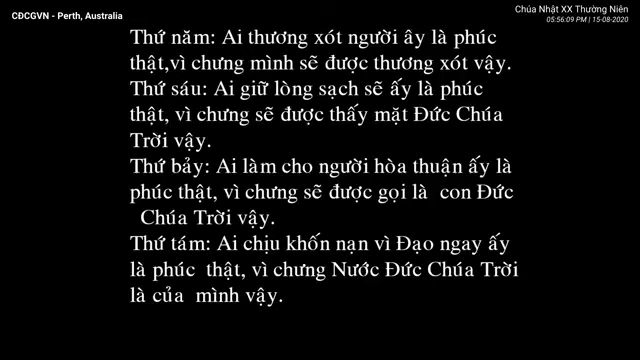 CĐCGVN - Perth, Australia
Chúa Nhật XX Thường Niên
05:56:09 PM | 15-08-2020
Thứ năm: Ai thương xót người ây là phúc
thật,vì chưng mình sẽ được thương xót vậy.
Thứ sáu: Ai giữ lòng sạch sẽ ấy là phúc
thật, vì chưng sẽ được thấy mặt Đức Chúa
Trời vậy.
Thứ bảy: Ai làm cho người hòa thuận ấy là
phúc thật, vì chưng sẽ được gọi là con Đức
Chúa Trời vậy.
Thứ tám: Ai chịu khốn nạn vì Đạo ngay ấy
là phúc thật, vì chưng Nước Đức Chúa Trời
là của mình vậy.